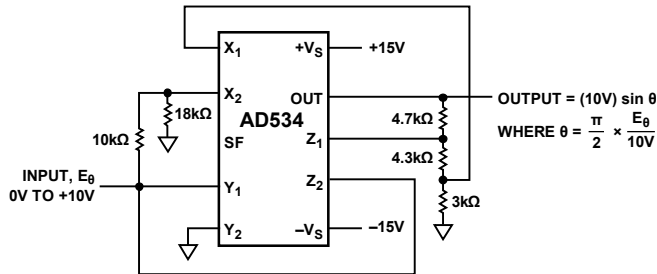 X1
+VS
+15V
X2
OUT
OUTPUT = (10V) sin θ
18kΩ
AD534
4.7kΩ
WHERE θ = π/2 × Eθ/10V
10kΩ
SF
Z1
4.3kΩ
INPUT, Eθ
0V TO +10V
Y1
Z2
3kΩ
Y2
–VS
–15V